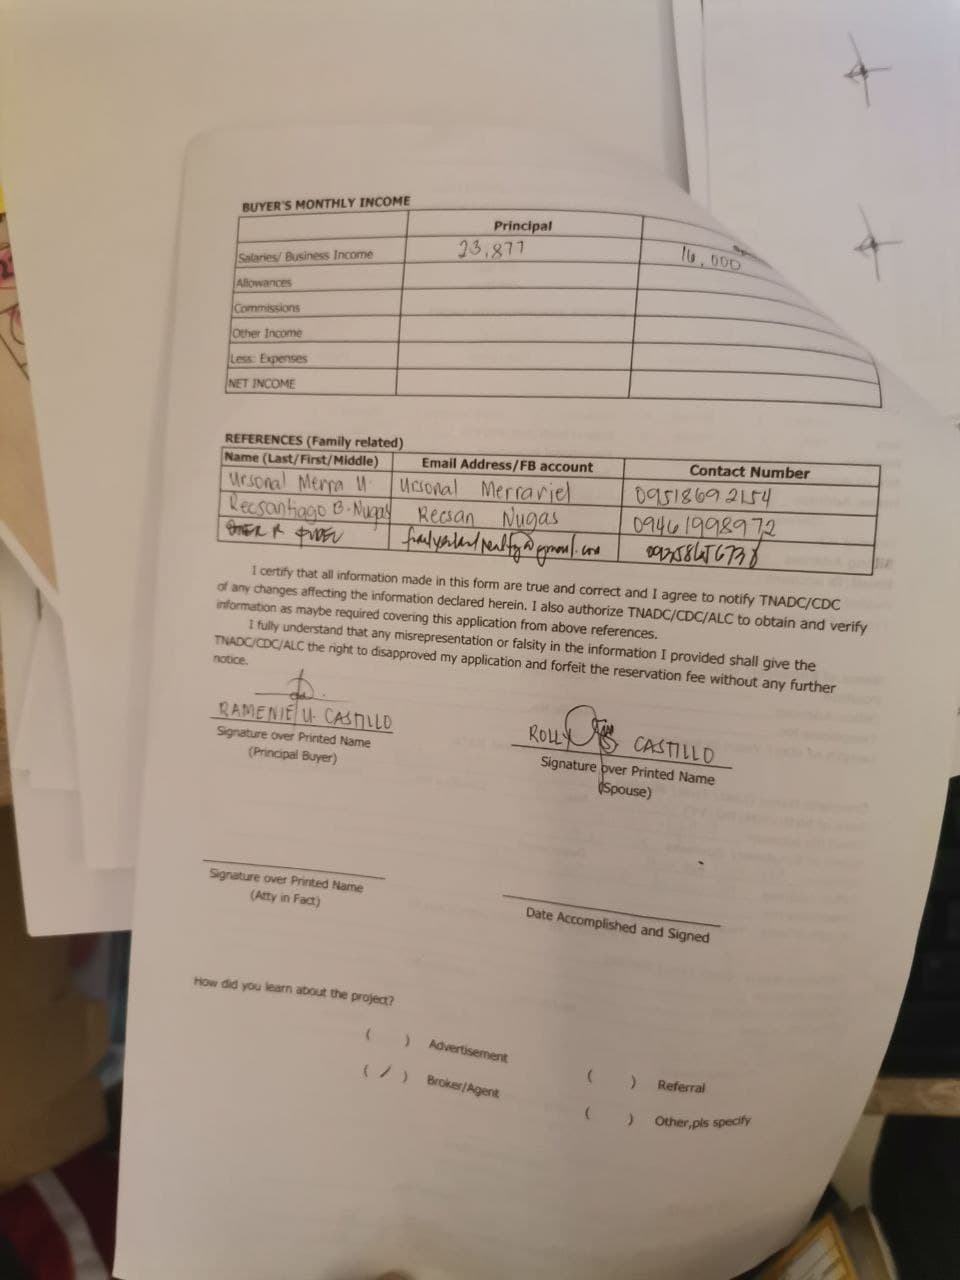 BUYER'S MONTHLY INCOME
Principal
Salaries/ Business Income 23,877 16,000
Allowances
Commissions
Other Income
Less: Expenses
NET INCOME
REFERENCES (Family related)
Name (Last/First/Middle) Email Address/FB account Contact Number
Ursonal Merra U. Ursonal Merraviel 09518692154
Recsantiago B. Nugas Recsan Nugas 09461998972
I certify that all information made in this form are true and correct and I agree to notify TNADC/CDC
of any changes affecting the information declared herein. I also authorize TNADC/CDC/ALC to obtain and verify
information as maybe required covering this application from above references.
I fully understand that any misrepresentation or falsity in the information I provided shall give the
TNADC/CDC/ALC the right to disapproved my application and forfeit the reservation fee without any further
notice.
RAMENIE U. CASTILLO
Signature over Printed Name
(Principal Buyer)
ROLLY S. CASTILLO
Signature over Printed Name
(Spouse)
Signature over Printed Name
(Atty in Fact)
Date Accomplished and Signed
How did you learn about the project?
( ) Advertisement
( / ) Broker/Agent
( ) Referral
( ) Other,pls specify